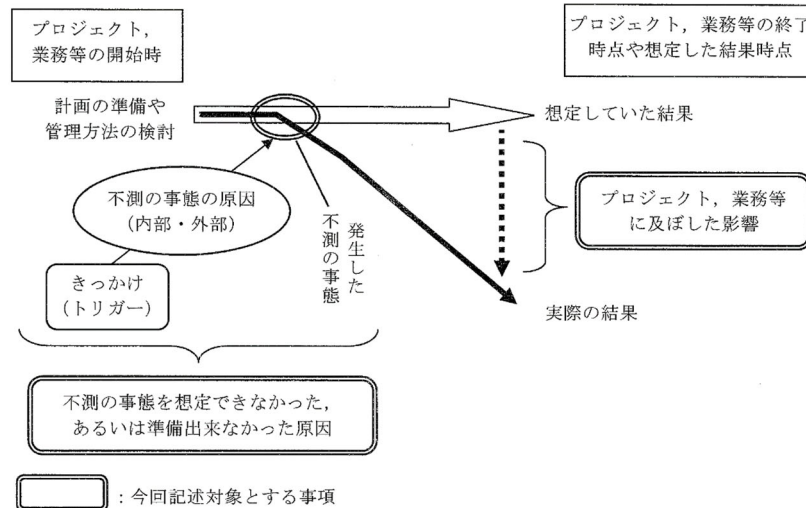 プロジェクト，
業務等の開始時
プロジェクト，業務等の終了
時点や想定した結果時点
計画の準備や
管理方法の検討
想定していた結果
不測の事態の原因
（内部・外部）
発生した
不測の事態
プロジェクト，業務等
に及ぼした影響
きっかけ
（トリガー）
実際の結果
不測の事態を想定できなかった，
あるいは準備出来なかった原因
：今回記述対象とする事項